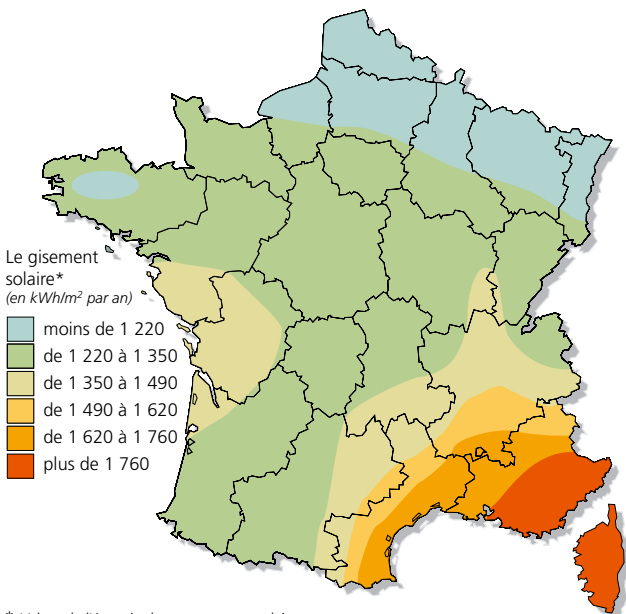 Le gisement
solaire*
(en kWh/m² par an)
moins de 1 220
de 1 220 à 1 350
de 1 350 à 1 490
de 1 490 à 1 620
de 1 620 à 1 760
plus de 1 760